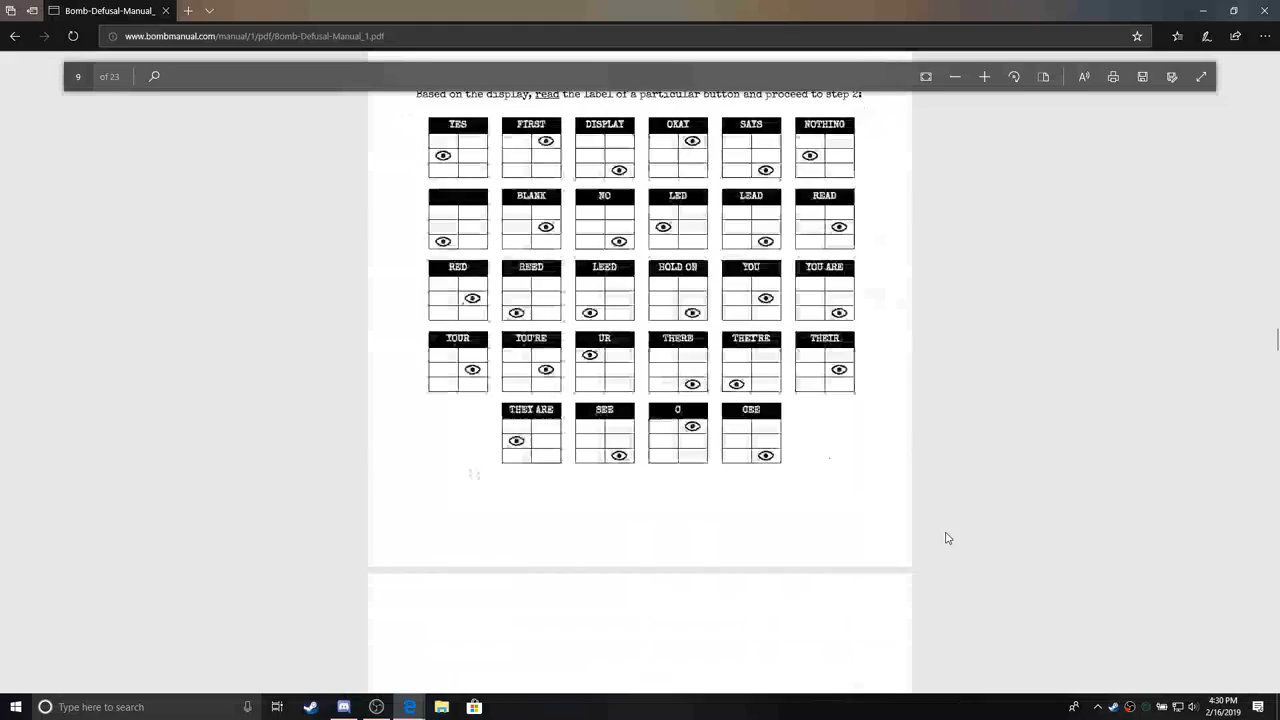 Bomb-Defusal-Manual_
www.bombmanual.com/manual/1/pdf/Bomb-Defusal-Manual_1.pdf
9 of 23
Based on the display, read the label of a particular button and proceed to step 2:
YES FIRST DISPLAY OKAY SAYS NOTHING
BLANK NO LED LEAD READ
RED REED LEED HOLD ON YOU YOU ARE
YOUR YOU'RE UR THERE THEY'RE THEIR
THEY ARE SEE C CEE
Type here to search
4:30 PM
2/16/2019